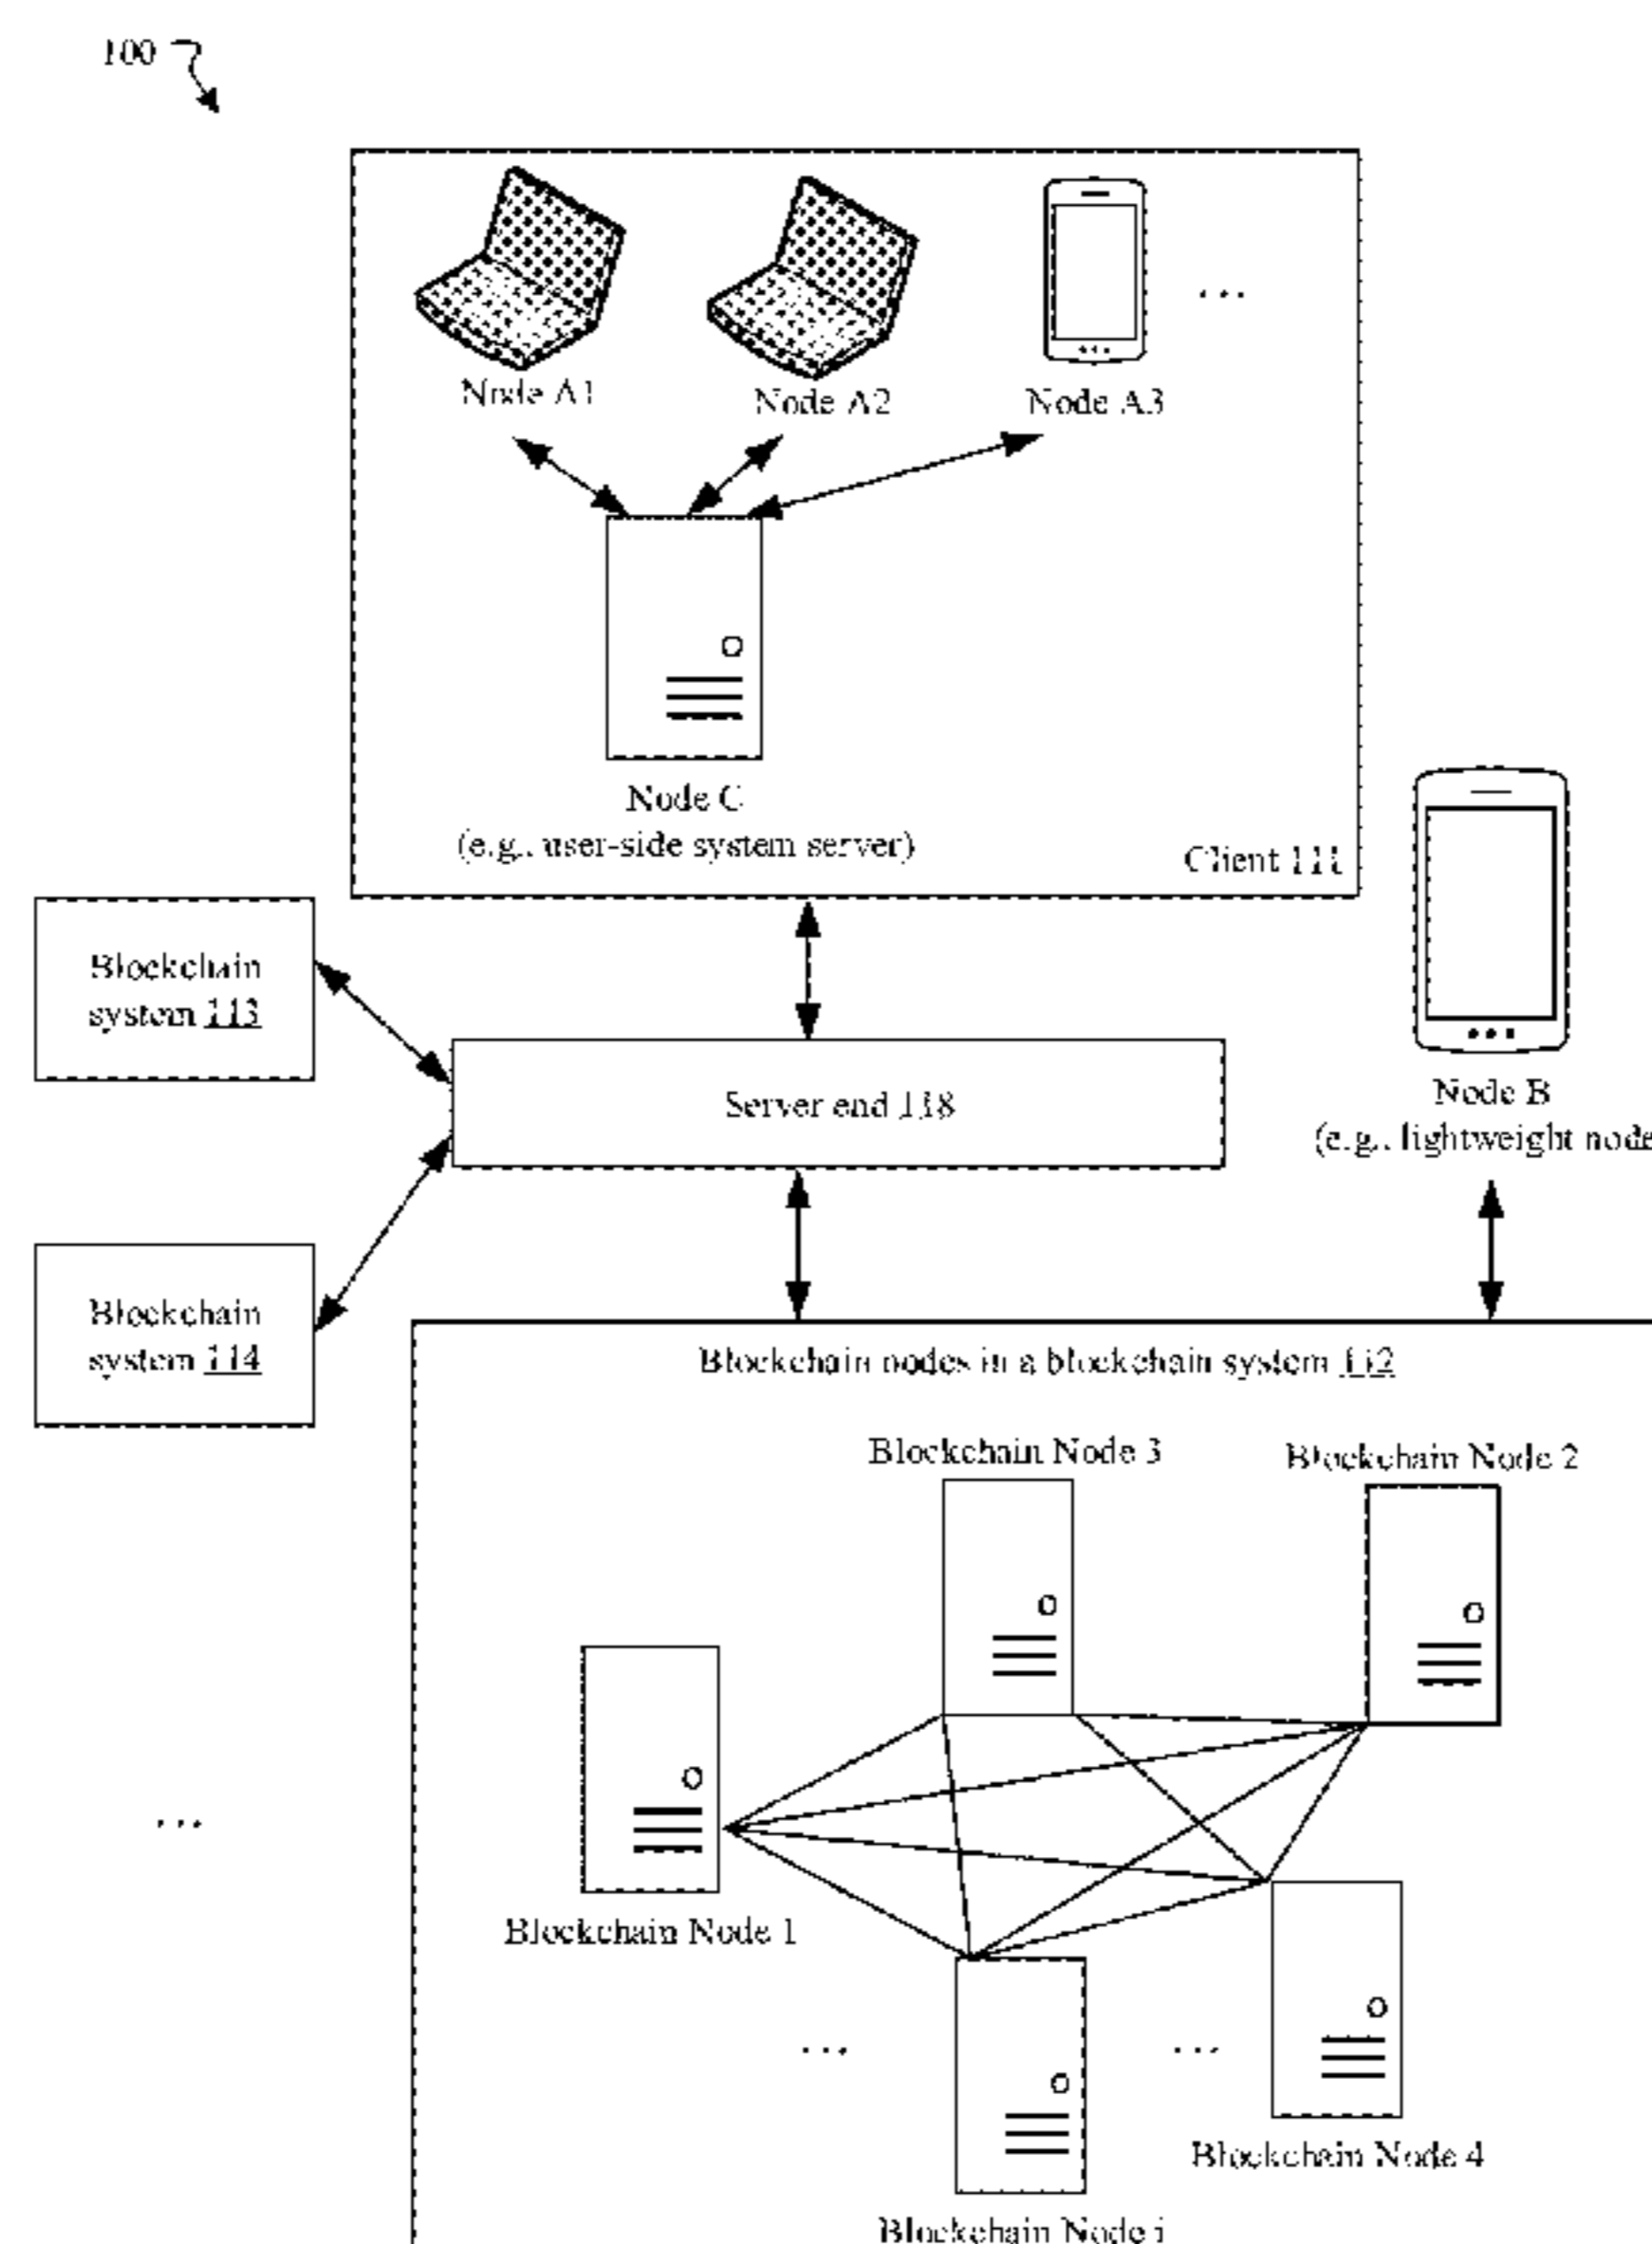 100
...
Node A1
Node A2
Node A3
Node C
(e.g., user-side system server)
Client 111
Blockchain
system 113
Server end 118
Node B
(e.g., lightweight node
Blockchain
system 114
Blockchain nodes in a blockchain system 112
Blockchain Node 3
Blockchain Node 2
...
Blockchain Node 1
...
...
Blockchain Node 4
Blockchain Node i